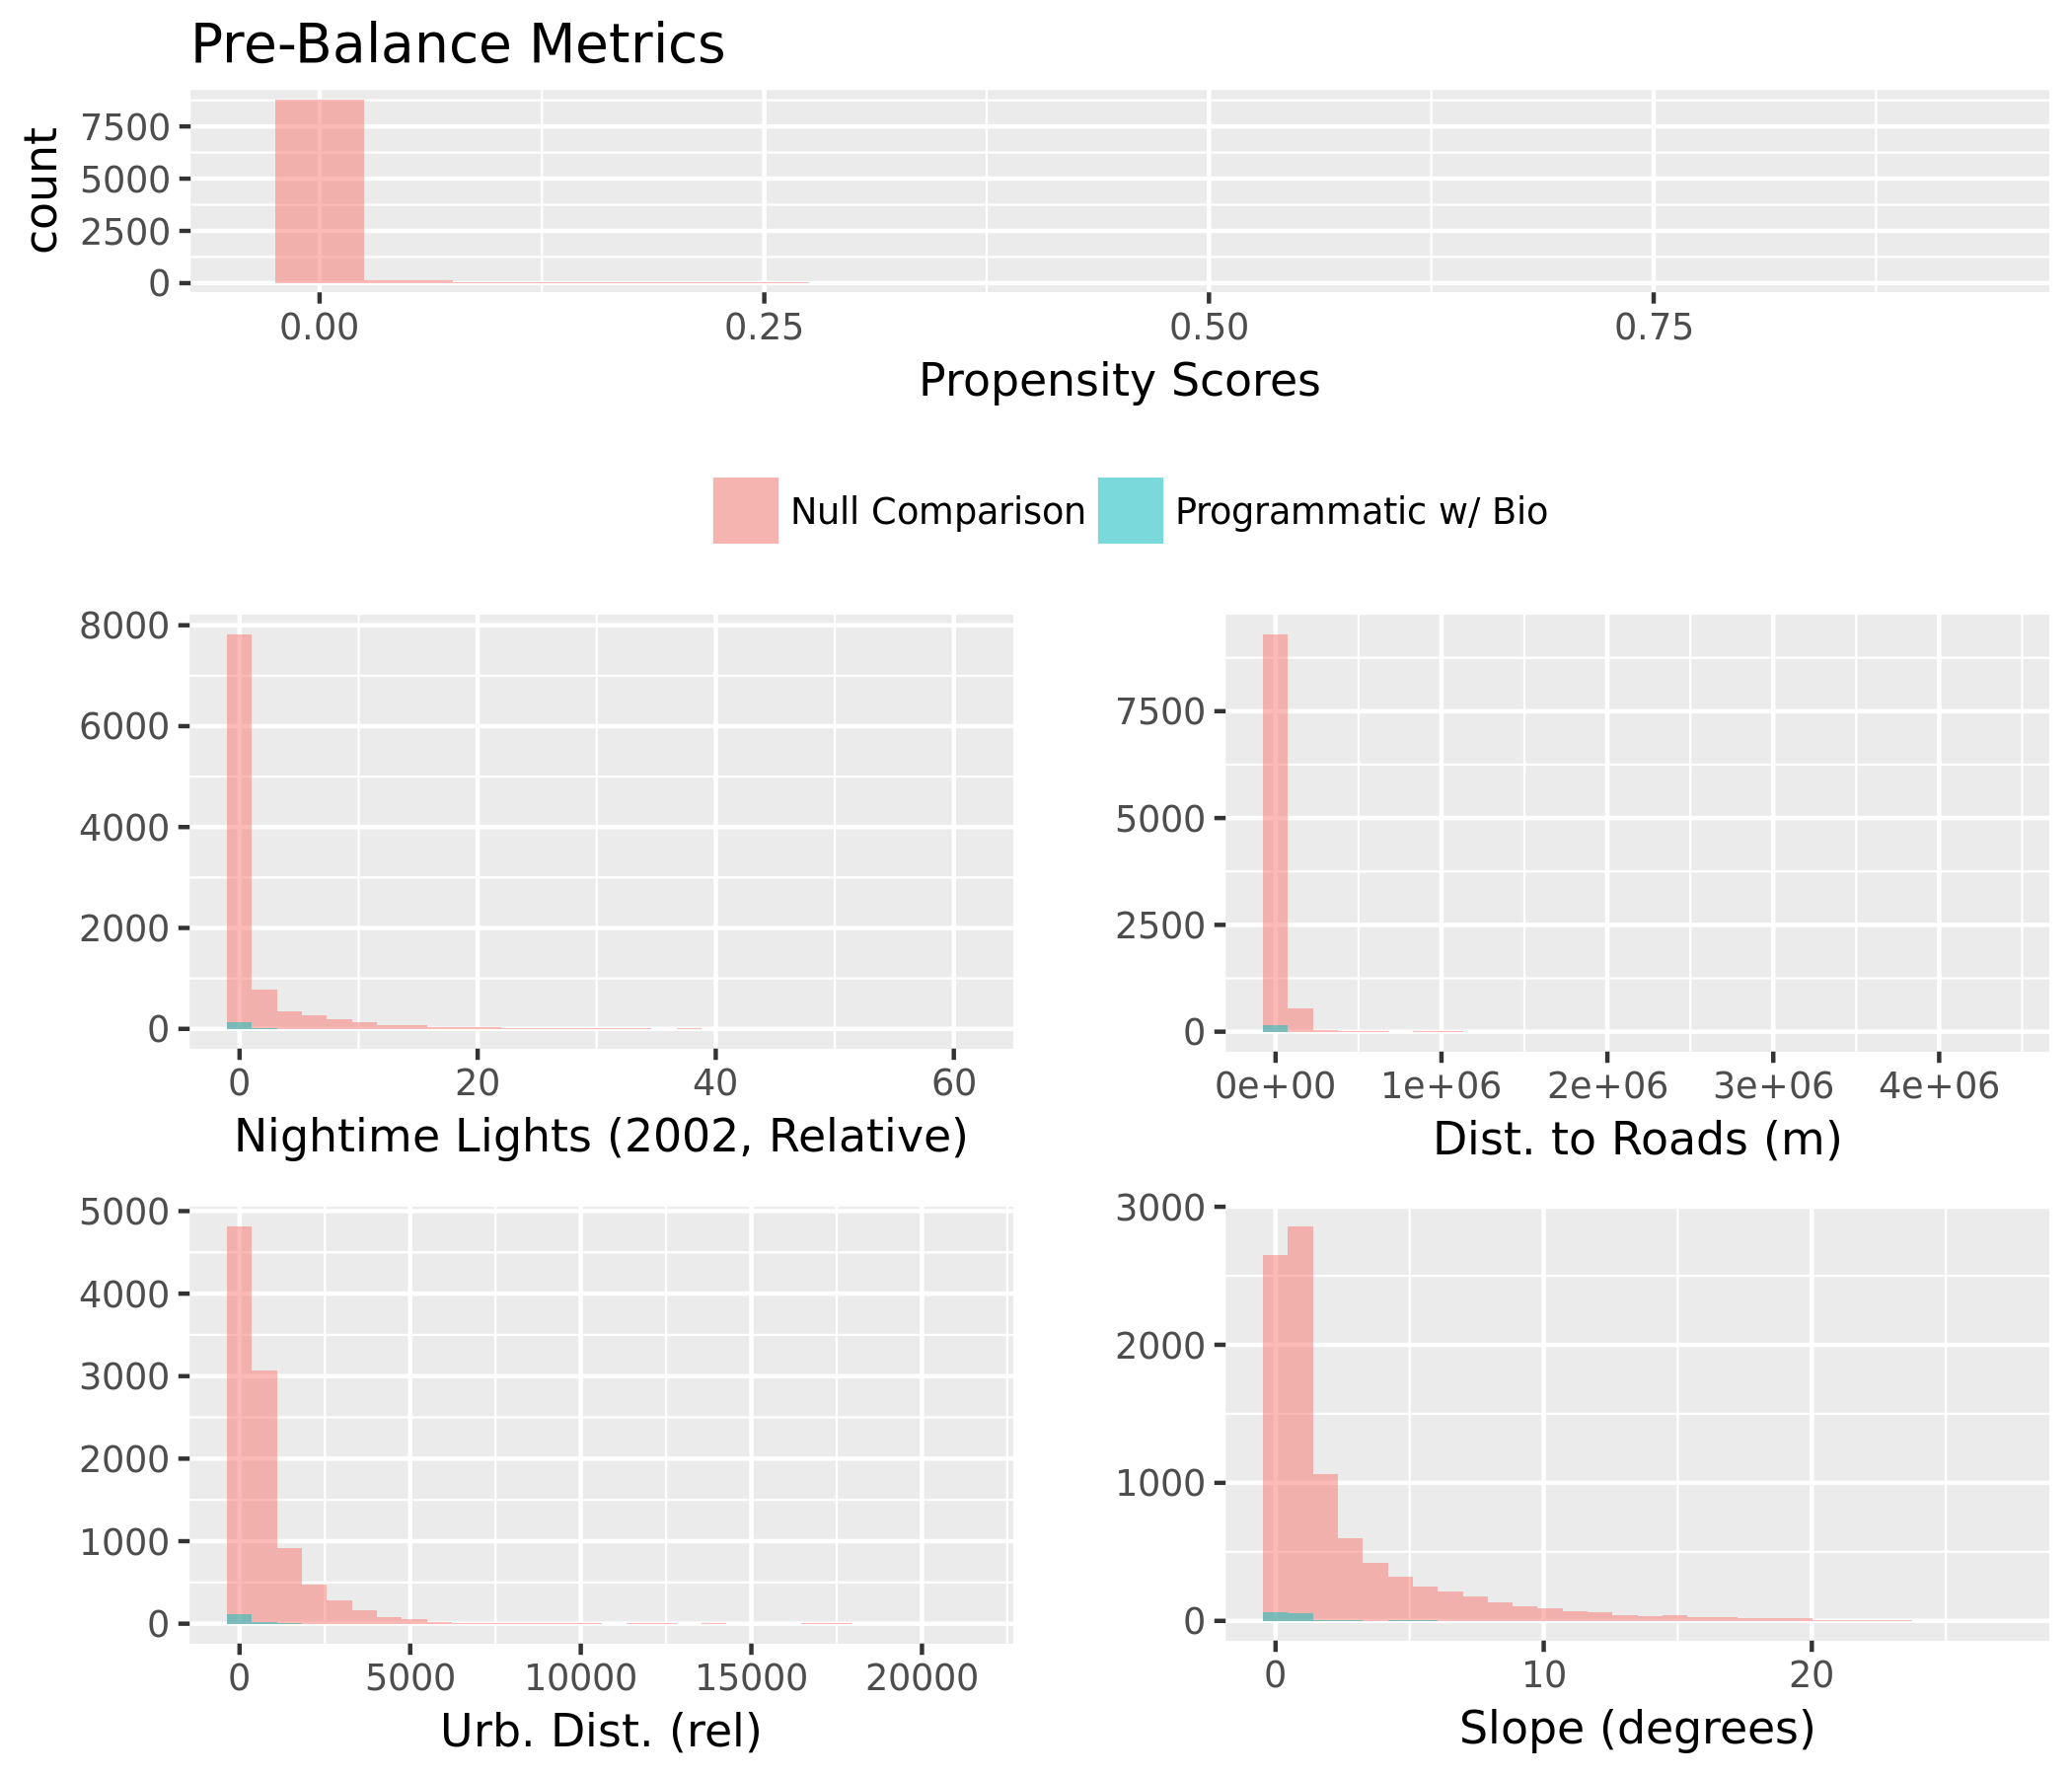 Pre-Balance Metrics
count
7500
5000
2500
0
0.00 0.25 0.50 0.75
Propensity Scores
Null Comparison Programmatic w/ Bio
8000
6000
4000
2000
0
0 20 40 60
Nightime Lights (2002, Relative)
7500
5000
2500
0
0e+00 1e+06 2e+06 3e+06 4e+06
Dist. to Roads (m)
5000
4000
3000
2000
1000
0
0 5000 10000 15000 20000
Urb. Dist. (rel)
3000
2000
1000
0
0 10 20
Slope (degrees)